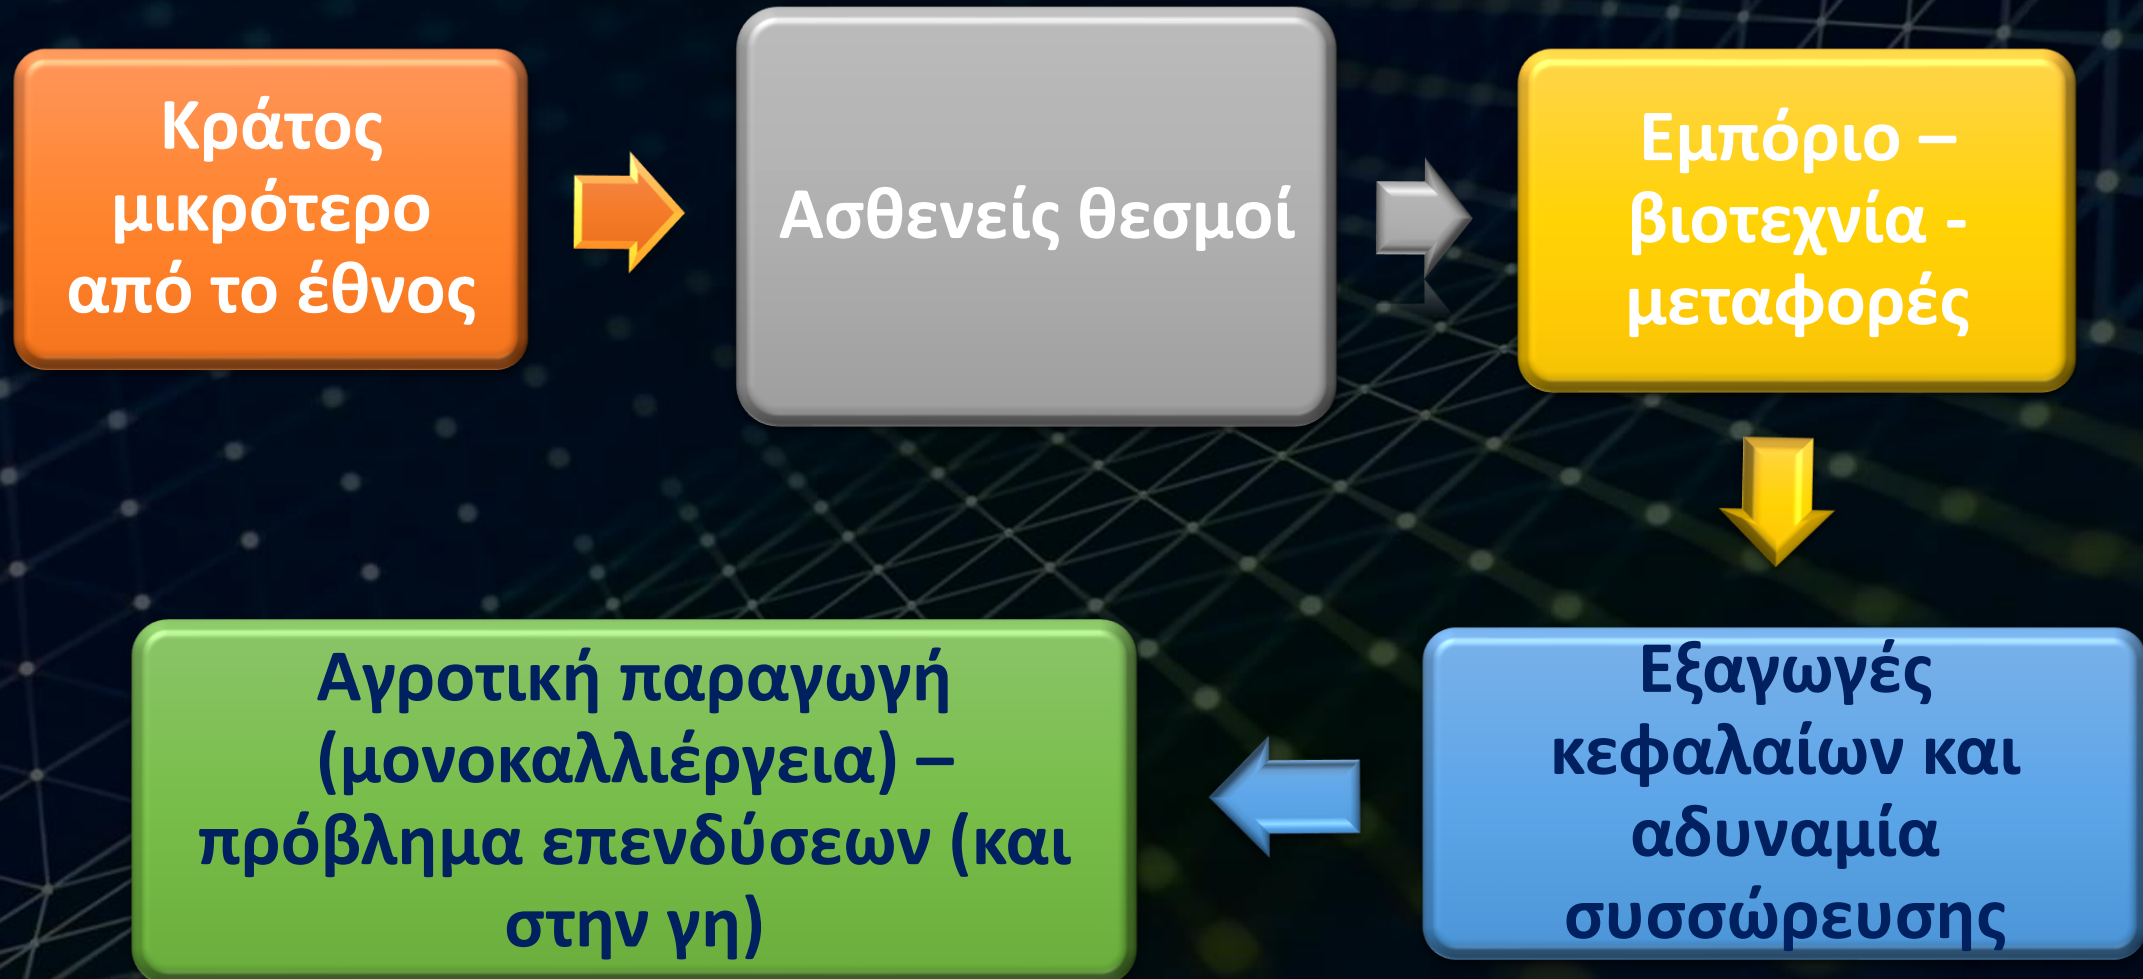 Κράτος
μικρότερο
από το έθνος
Ασθενείς θεσμοί
Εμπόριο –
βιοτεχνία -
μεταφορές
Εξαγωγές
κεφαλαίων και
αδυναμία
συσσώρευσης
Αγροτική παραγωγή
(μονοκαλλιέργεια) –
πρόβλημα επενδύσεων (και
στην γη)